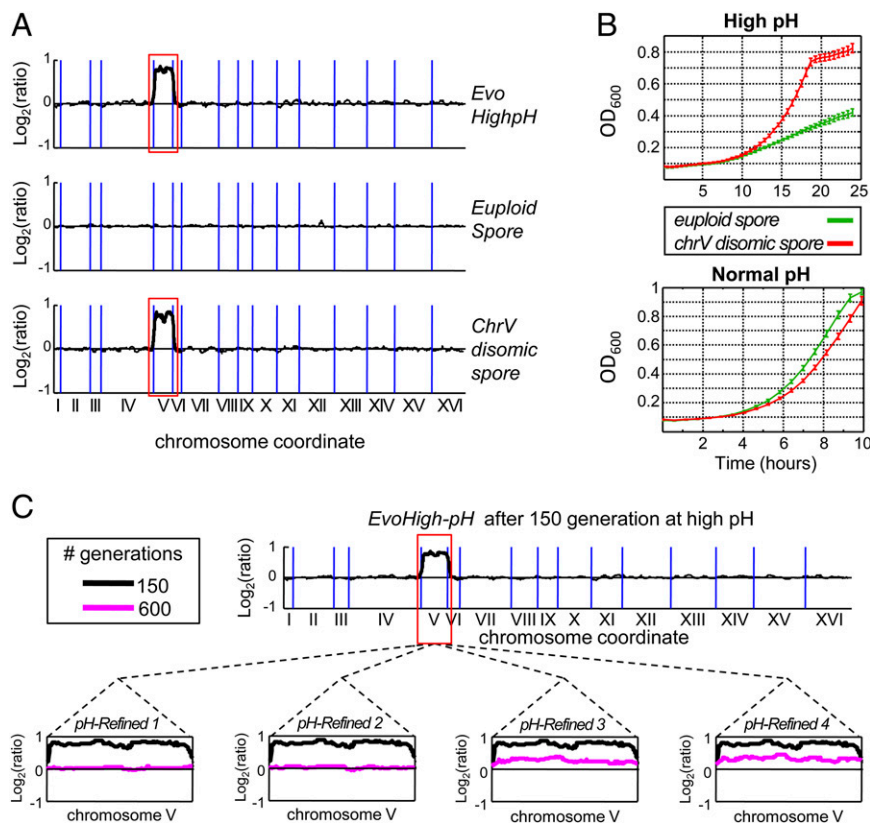 A
Log2(ratio)
1
0
-1
Evo
HighpH
Log2(ratio)
1
0
-1
Euploid
Spore
Log2(ratio)
1
0
-1
ChrV
disomic
spore
I II III IV V VI VII VIII IX X XI XII XIII XIV XV XVI
chromosome coordinate
B
High pH
OD600
0.8
0.6
0.4
0.2
5 10 15 20 25
euploid spore
chrV disomic spore
Normal pH
OD600
0.8
0.6
0.4
0.2
2 4 6 8 10
Time (hours)
C
EvoHigh-pH after 150 generation at high pH
# generations
150
600
Log2(ratio)
1
0
-1
I II III IV V VI VII VIII IX X XI XII XIII XIV XV XVI
chromosome coordinate
pH-Refined 1
Log2(ratio)
1
0
-1
chromosome V
pH-Refined 2
Log2(ratio)
1
0
-1
chromosome V
pH-Refined 3
Log2(ratio)
1
0
-1
chromosome V
pH-Refined 4
Log2(ratio)
1
0
-1
chromosome V